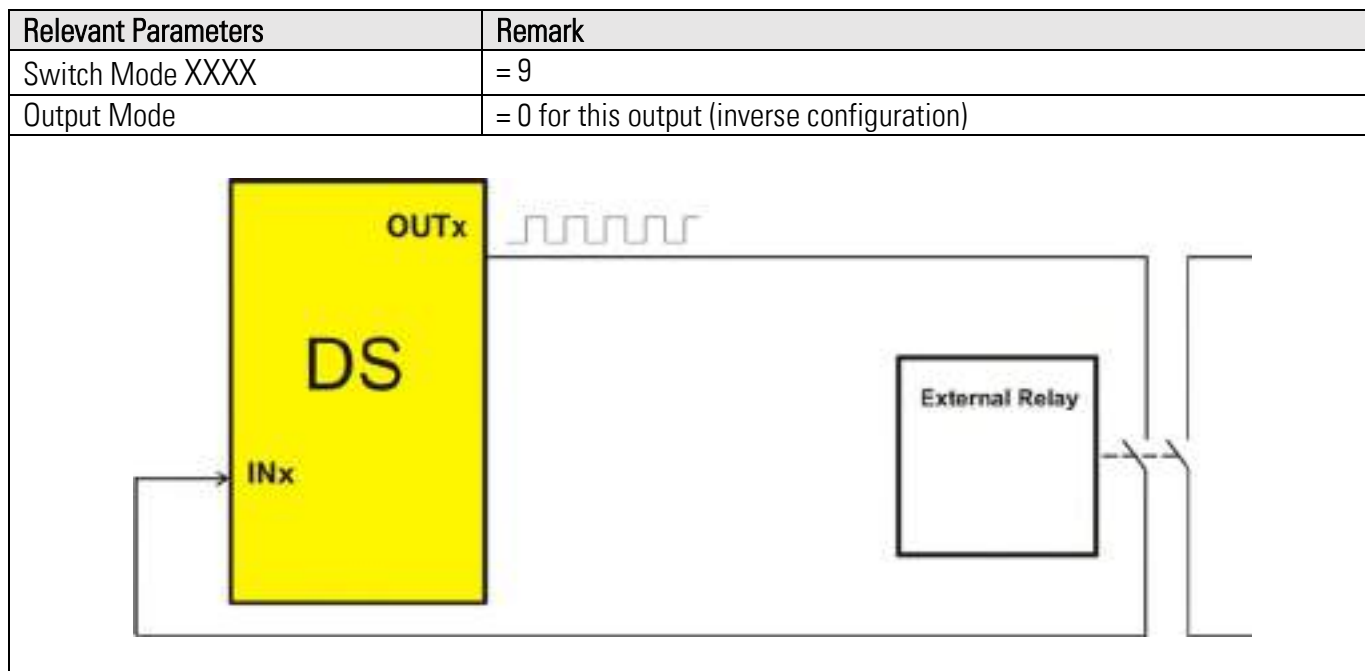 Relevant Parameters Remark
Switch Mode XXXX = 9
Output Mode = 0 for this output (inverse configuration)
OUTx
DS
External Relay
INx